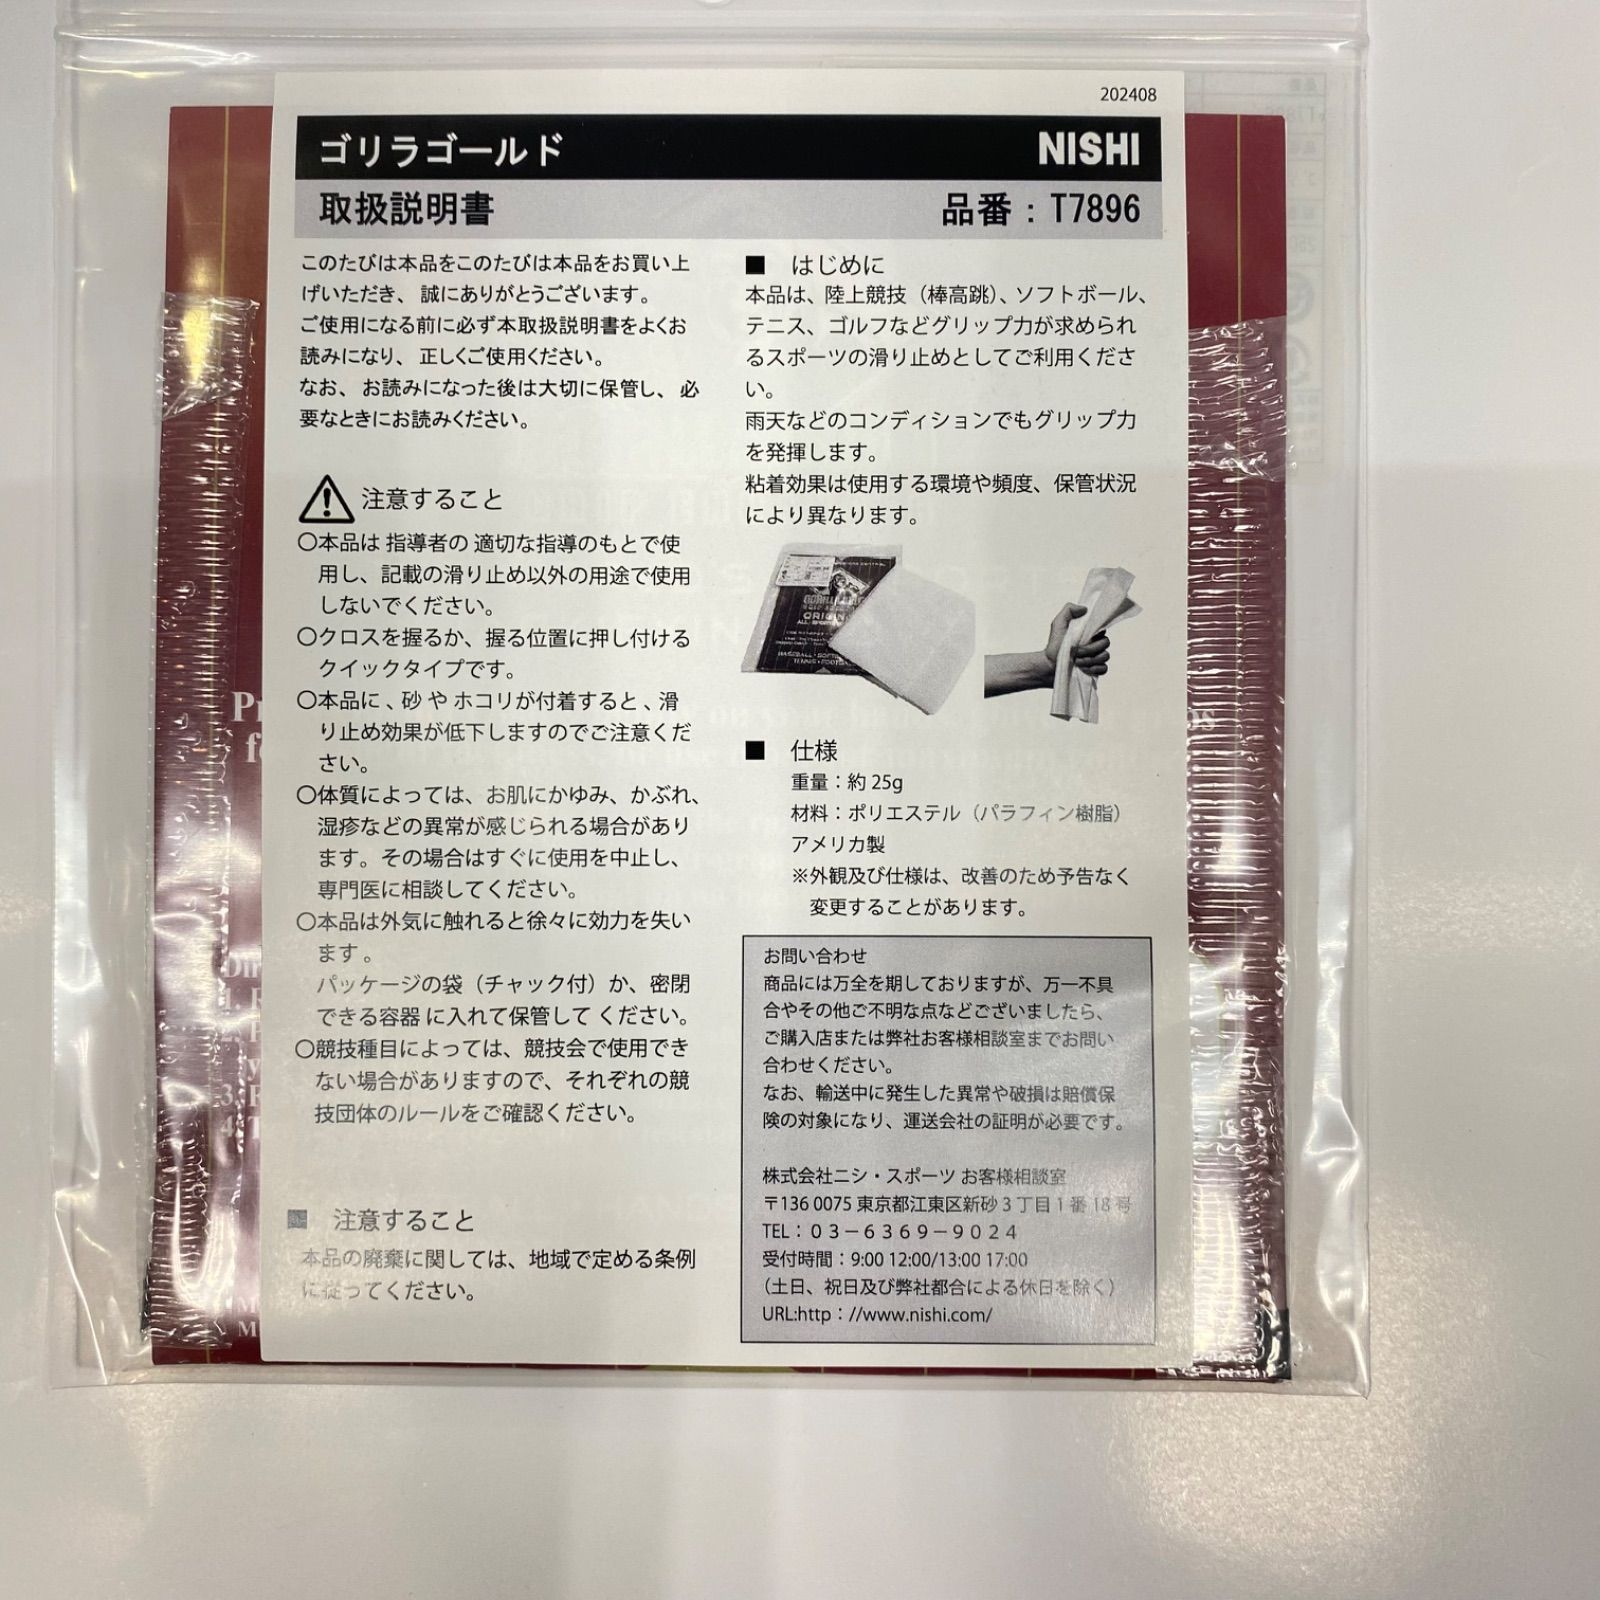 202408
ゴリラゴールド
NISHI
取扱説明書
品番：T7896
このたびは本品をこのたびは本品をお買い上
げいただき、誠にありがとうございます。
ご使用になる前に必ず本取扱説明書をよくお
読みになり、正しくご使用ください。
なお、お読みになった後は大切に保管し、必
要なときにお読みください。
注意すること
〇本品は 指導者の 適切な指導のもとで使
用し、記載の滑り止め以外の用途で使用
しないでください。
〇クロスを握るか、握る位置に押し付ける
クイックタイプです。
〇本品に 、砂 や ホコリが付着すると 、滑
り止め効果が低下しますのでご注意くだ
さい。
〇体質によっては、お肌にかゆみ、かぶれ、
湿疹などの異常が感じられる場合があり
ます。その場合はすぐに使用を中止し、
専門医に相談してください。
〇本品は外気に触れると徐々に効力を失い
ます 。
パッケージの袋（チャック付）か、密閉
できる容器 に入れて保管して ください。
〇競技種目によっては、競技会で使用でき
ない場合がありますので、それぞれの競
技団体のルールをご確認ください。
■ 注意すること
本品の廃棄に関しては、地域で定める条例
に従ってください。
■ はじめに
本品は、陸上競技（棒高跳）、ソフトボール、
テニス、ゴルフなどグリップ力が求められ
るスポーツの滑り止めとしてご利用くださ
い。
雨天などのコンディションでもグリップ力
を発揮します。
粘着効果は使用する環境や頻度、保管状況
により異なります。
■ 仕様
重量：約 25g
材料：ポリエステル（パラフィン樹脂）
アメリカ製
※外観及び仕様は、改善のため予告なく
変更することがあります。
お問い合わせ
商品には万全を期しておりますが、万一不具
合やその他ご不明な点などございましたら、
ご購入店または弊社お客様相談室までお問い
合わせください。
なお、輸送中に発生した異常や破損は賠償保
険の対象になり、運送会社の証明が必要です。
株式会社ニシ・スポーツ お客様相談室
〒136 0075 東京都江東区新砂 3 丁目 1 番 18 号
TEL：０３－６３６９－９０２４
受付時間：9:00 12:00/13:00 17:00
（土日、祝日及び弊社都合による休日を除く）
URL:http：//www.nishi.com/